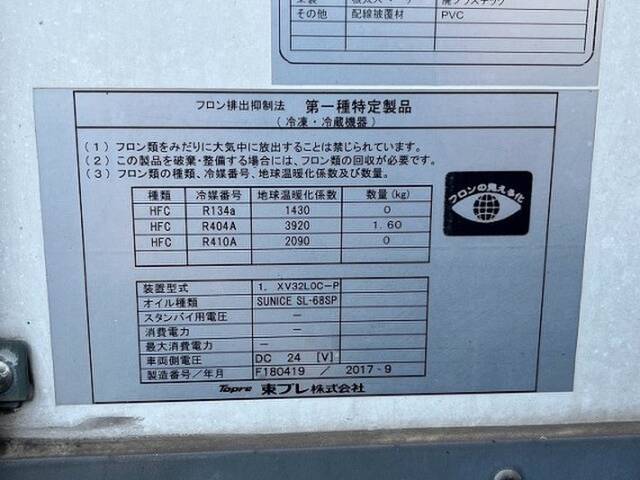 その他 配線被覆材 PVC
フロン排出抑制法 第一種特定製品
(冷凍・冷蔵機器)
(1) フロン類をみだりに大気中に放出することは禁じられています。
(2) この製品を破棄・整備する場合には、フロン類の回収が必要です。
(3) フロン類の種類、冷媒番号、地球温暖化係数及び数量。
種類 冷媒番号 地球温暖化係数 数量(kg)
HFC R134a 1430 0
HFC R404A 3920 1.60
HFC R410A 2090 0
フロンの見える化
装置型式 1. XV32LOC-P
オイル種類 SUNICE SL-68SP
スタンバイ用電圧 -
消費電力 -
最大消費電力 -
車両側電圧 DC 24 [V]
製造番号/年月 F180419 / 2017-9
Topre 東プレ株式会社